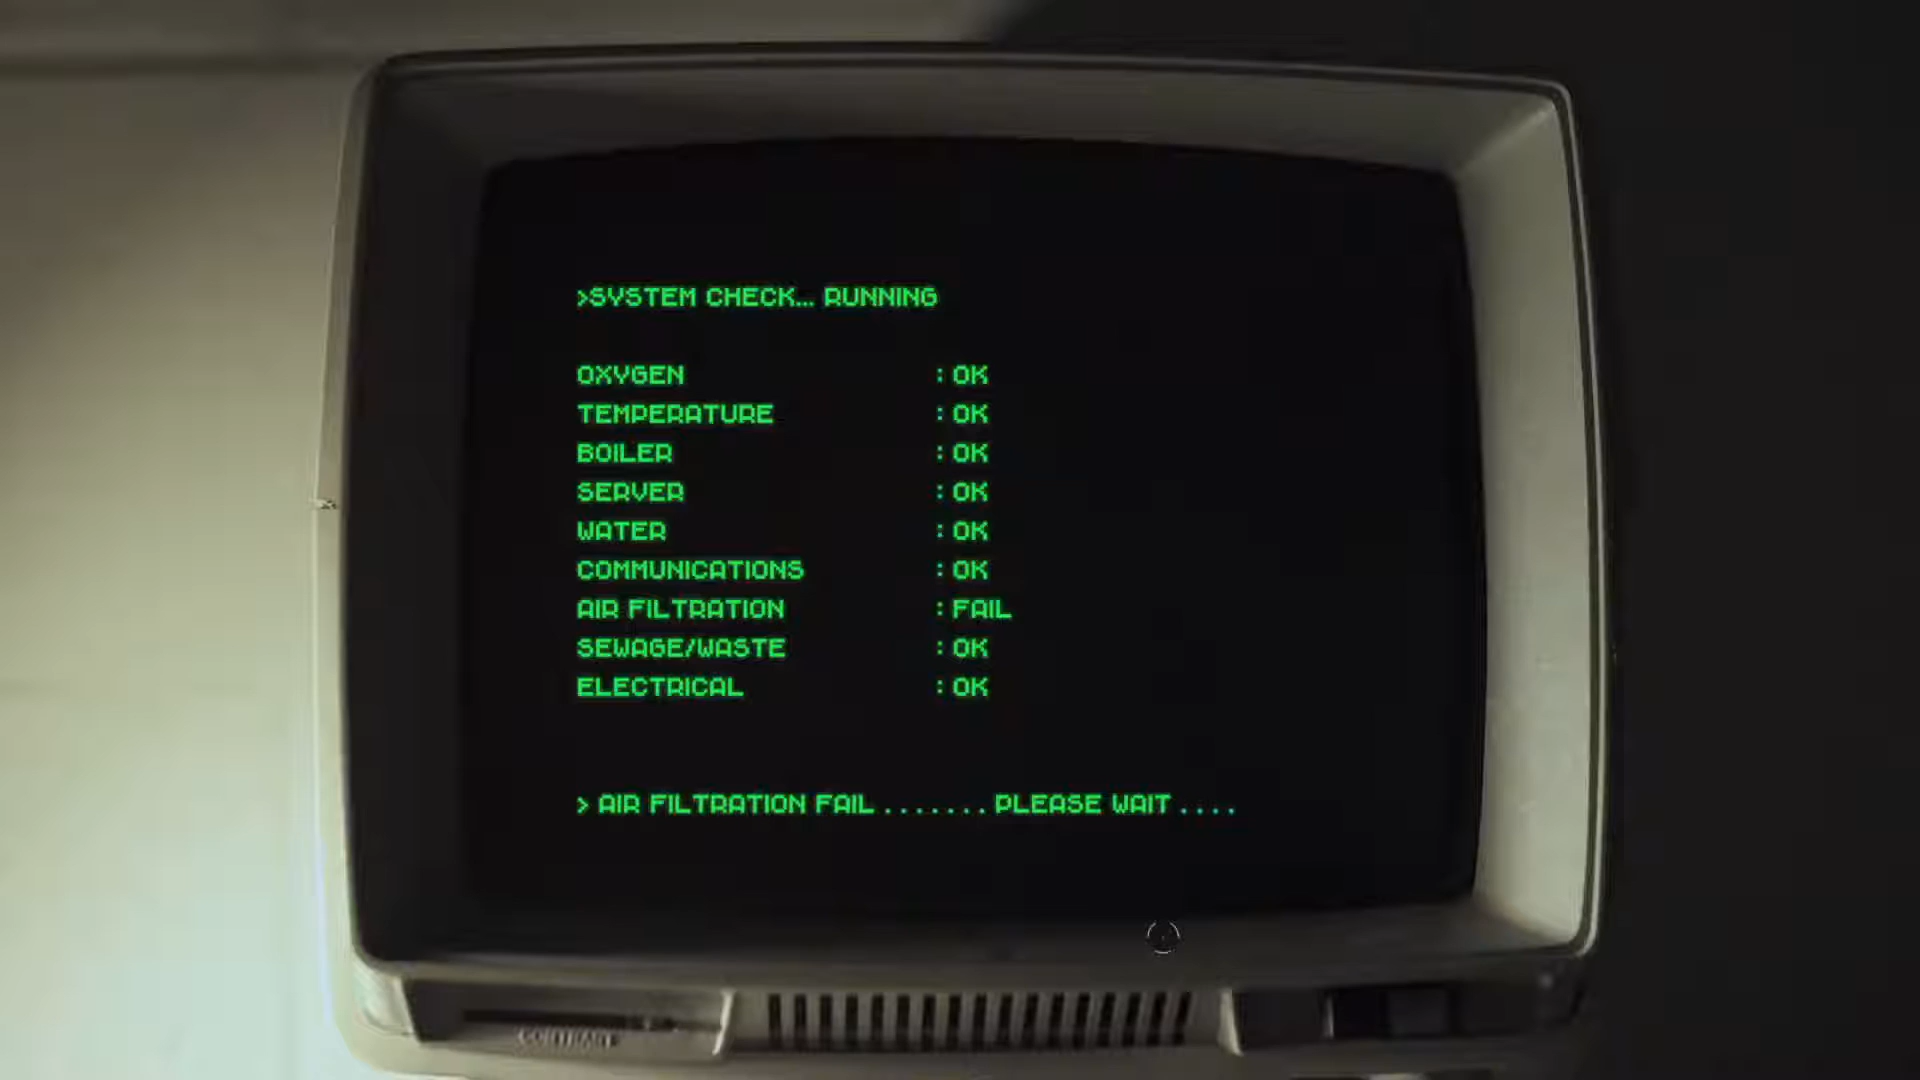 >SYSTEM CHECK... RUNNING
OXYGEN : OK
TEMPERATURE : OK
BOILER : OK
SERVER : OK
WATER : OK
COMMUNICATIONS : OK
AIR FILTRATION : FAIL
SEWAGE/WASTE : OK
ELECTRICAL : OK
> AIR FILTRATION FAIL ....... PLEASE WAIT ....
CONTRAST